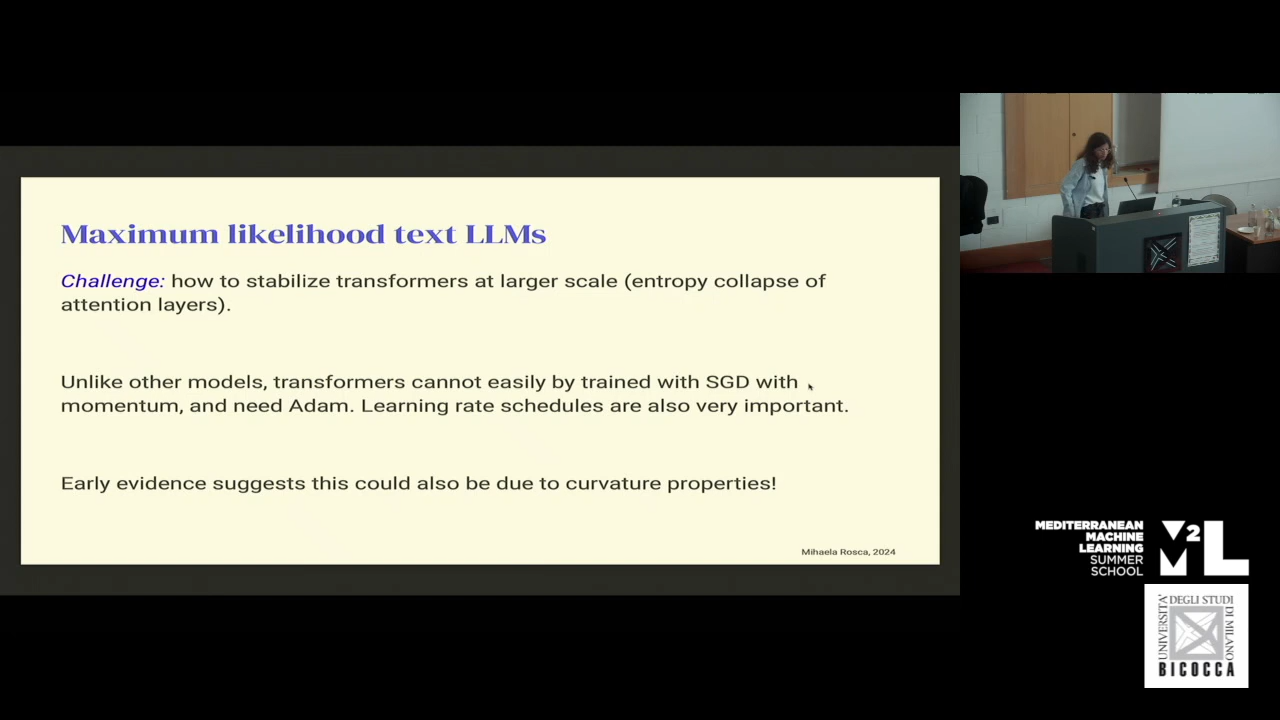 Maximum likelihood text LLMs
Challenge: how to stabilize transformers at larger scale (entropy collapse of
attention layers).
Unlike other models, transformers cannot easily by trained with SGD with
momentum, and need Adam. Learning rate schedules are also very important.
Early evidence suggests this could also be due to curvature properties!
Mihaela Rosca, 2024
MEDITERRANEAN
MACHINE
LEARNING
SUMMER
SCHOOL
M2L
UNIVERSITÀ
DEGLI STUDI
DI MILANO
BICOCCA